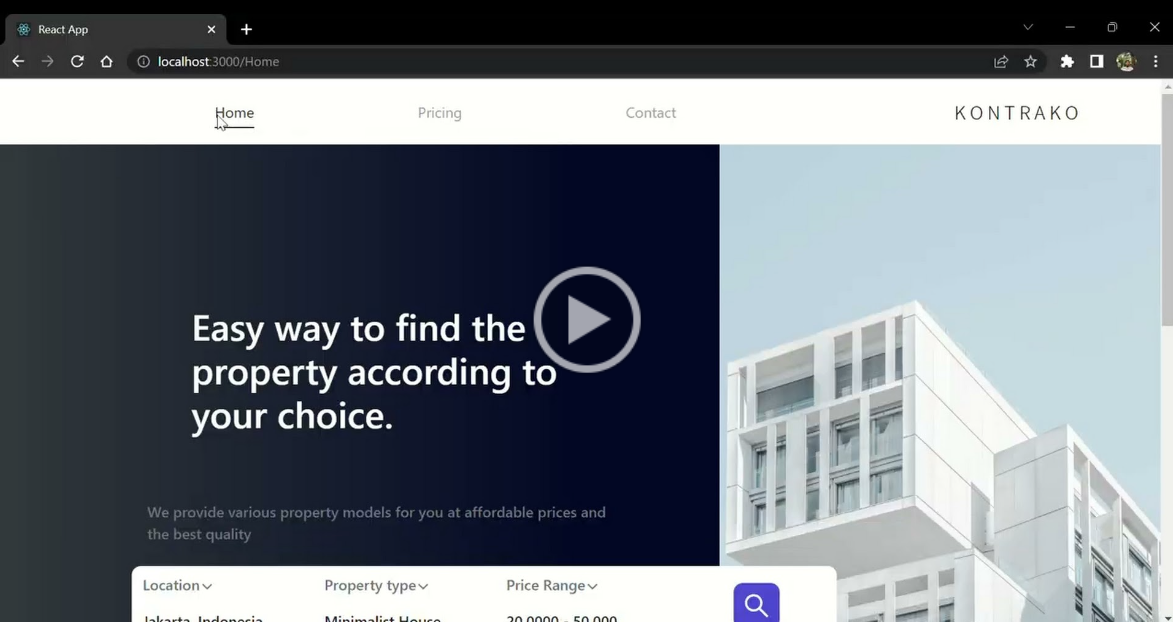 React App
localhost:3000/Home
Home
Pricing
Contact
KONTRAKO
Easy way to find the
property according to
your choice.
We provide various property models for you at affordable prices and
the best quality
Location
Property type
Price Range
Jakarta, Indonesia
Minimalist House
20.0000 - 50.000